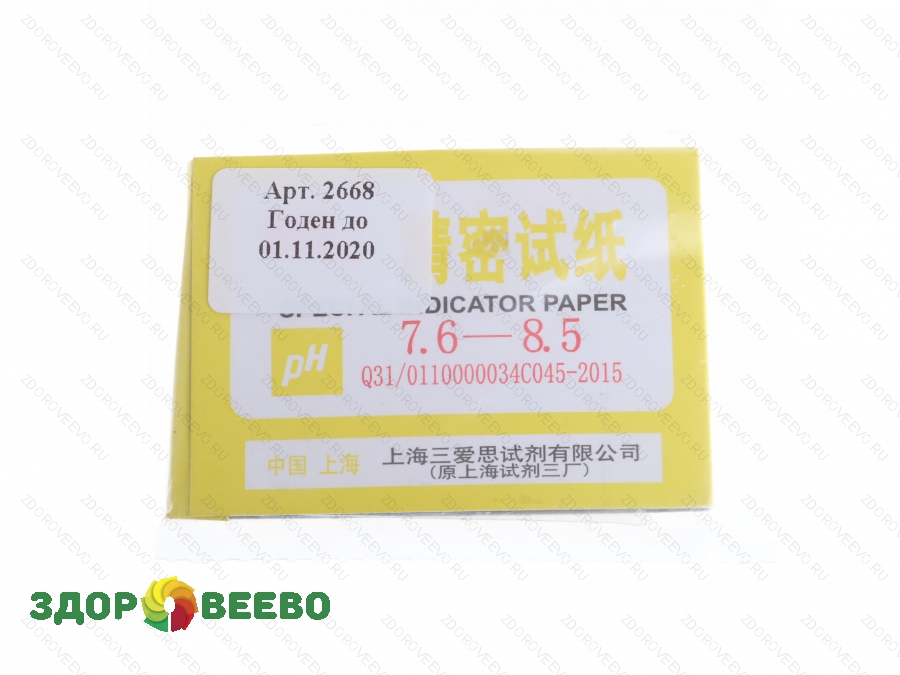 Арт. 2668
Годен до
01.11.2020
精密试纸
INDICATOR PAPER
7.6—8.5
pH
Q31/0110000034C045-2015
中国 上海
上海三爱思试剂有限公司
(原上海试剂三厂)
ЗДОРОВЕЕВО
ZDOROVEEVO.RU